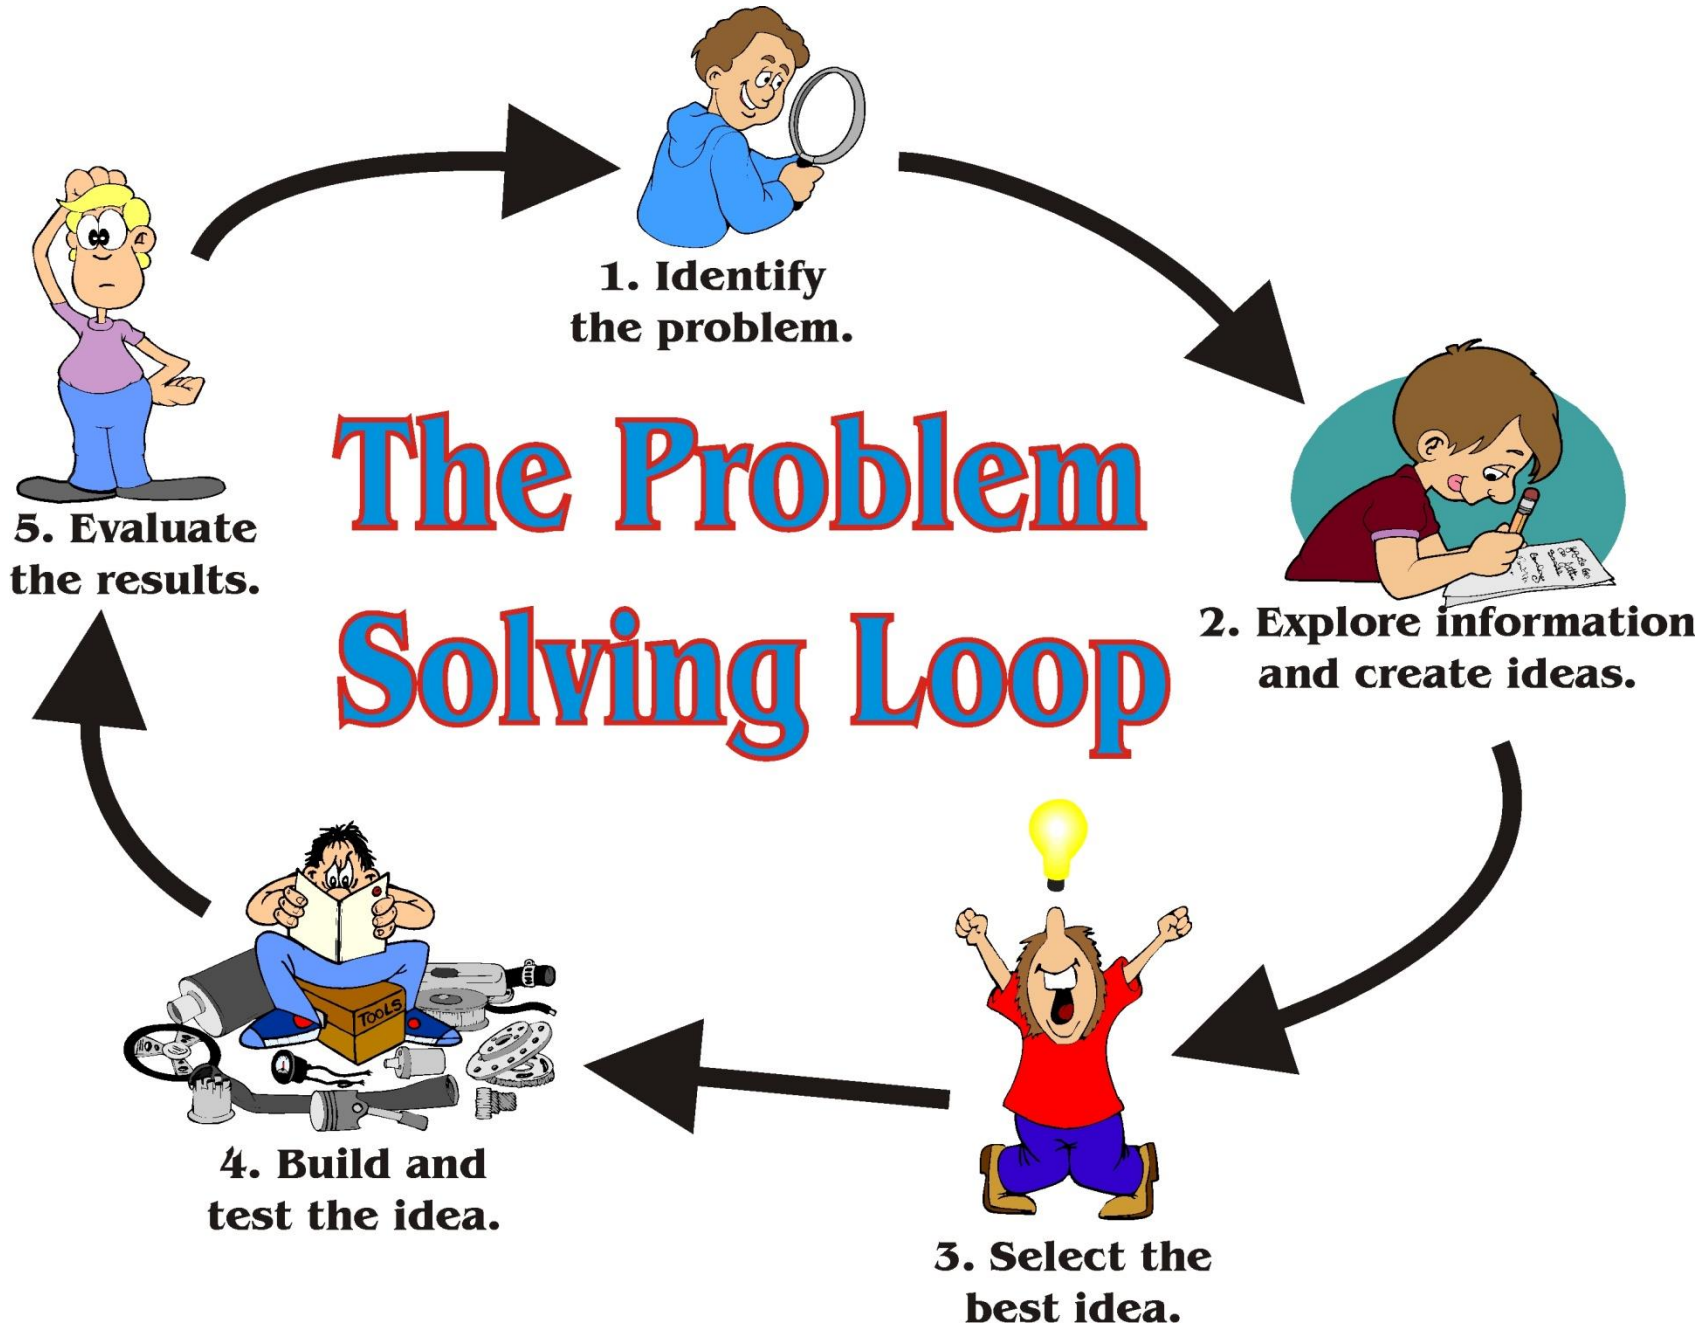 1. Identify
the problem.
The Problem
Solving Loop
2. Explore information
and create ideas.
3. Select the
best idea.
TOOLS
4. Build and
test the idea.
5. Evaluate
the results.